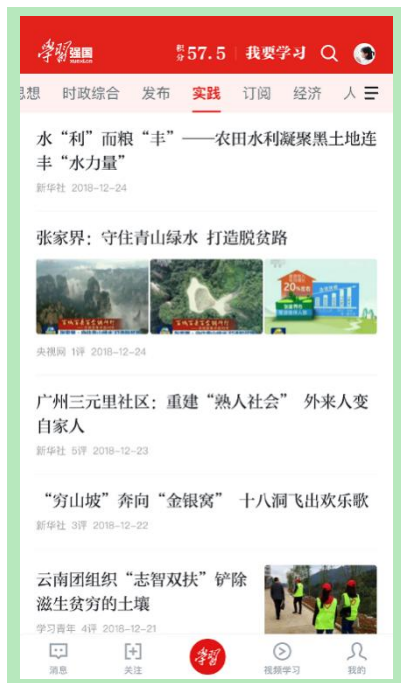 学习强国
积分 57.5 我要学习
思想 时政综合 发布 实践 订阅 经济 人
水“利”而粮“丰”——农田水利凝聚黑土地连
丰“水力量”
新华社 2018-12-24
张家界：守住青山绿水 打造脱贫路
20%
央视网 1评 2018-12-24
广州三元里社区：重建“熟人社会” 外来人变
自家人
新华社 5评 2018-12-23
“穷山坡”奔向“金银窝” 十八洞飞出欢乐歌
新华社 3评 2018-12-22
云南团组织“志智双扶”铲除
滋生贫穷的土壤
学习青年 4评 2018-12-21
消息 关注 学习 视频学习 我的